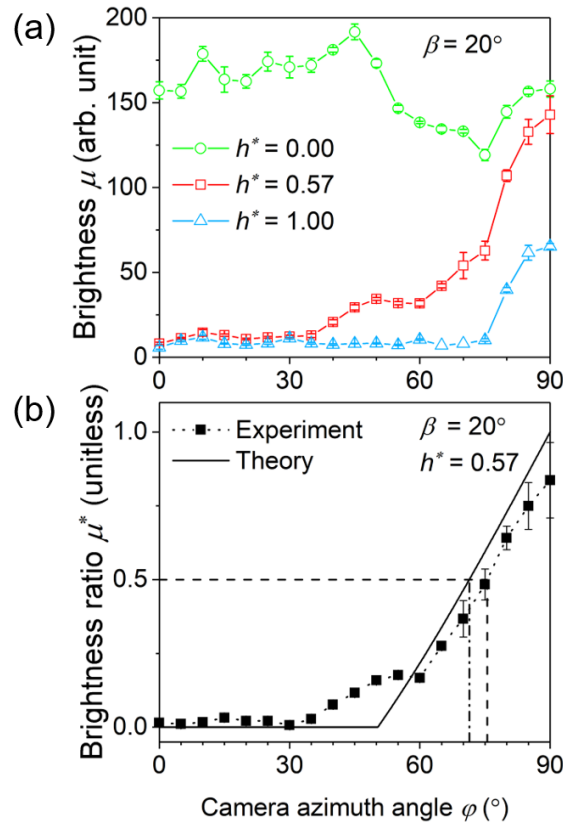 (a)
200
150
100
50
0
Brightness μ (arb. unit)
β = 20°
h* = 0.00
h* = 0.57
h* = 1.00
0
30
60
90
(b)
1.0
0.5
0.0
Brightness ratio μ* (unitless)
Experiment
Theory
β = 20°
h* = 0.57
0
30
60
90
Camera azimuth angle φ (°)